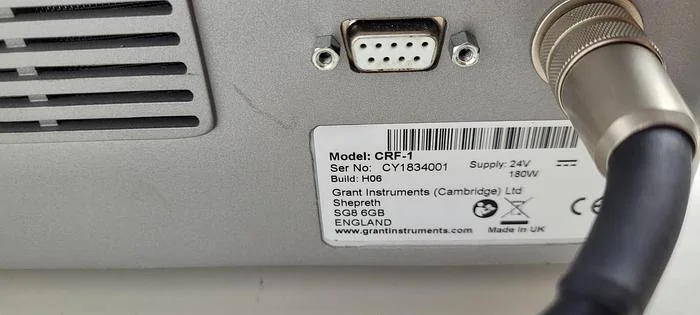 Model: CRF-1
Ser No: CY1834001
Supply: 24V
180W
Build: H06
Grant Instruments (Cambridge) Ltd
Shepreth
SG8 6GB
ENGLAND
www.grantinstruments.com
Made in UK
CE